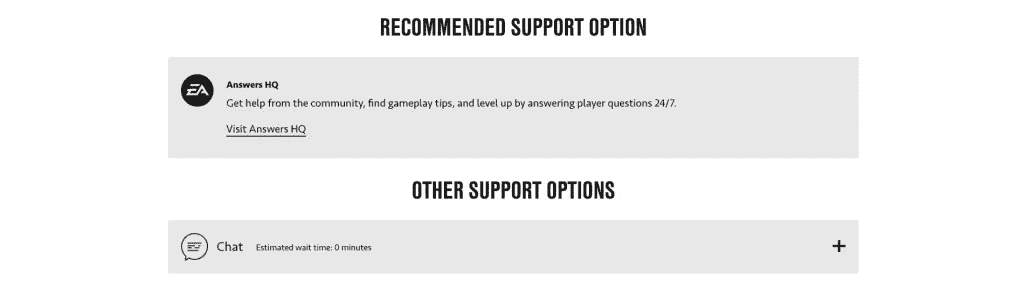 RECOMMENDED SUPPORT OPTION
EA
Answers HQ
Get help from the community, find gameplay tips, and level up by answering player questions 24/7.
Visit Answers HQ
OTHER SUPPORT OPTIONS
Chat Estimated wait time: 0 minutes +